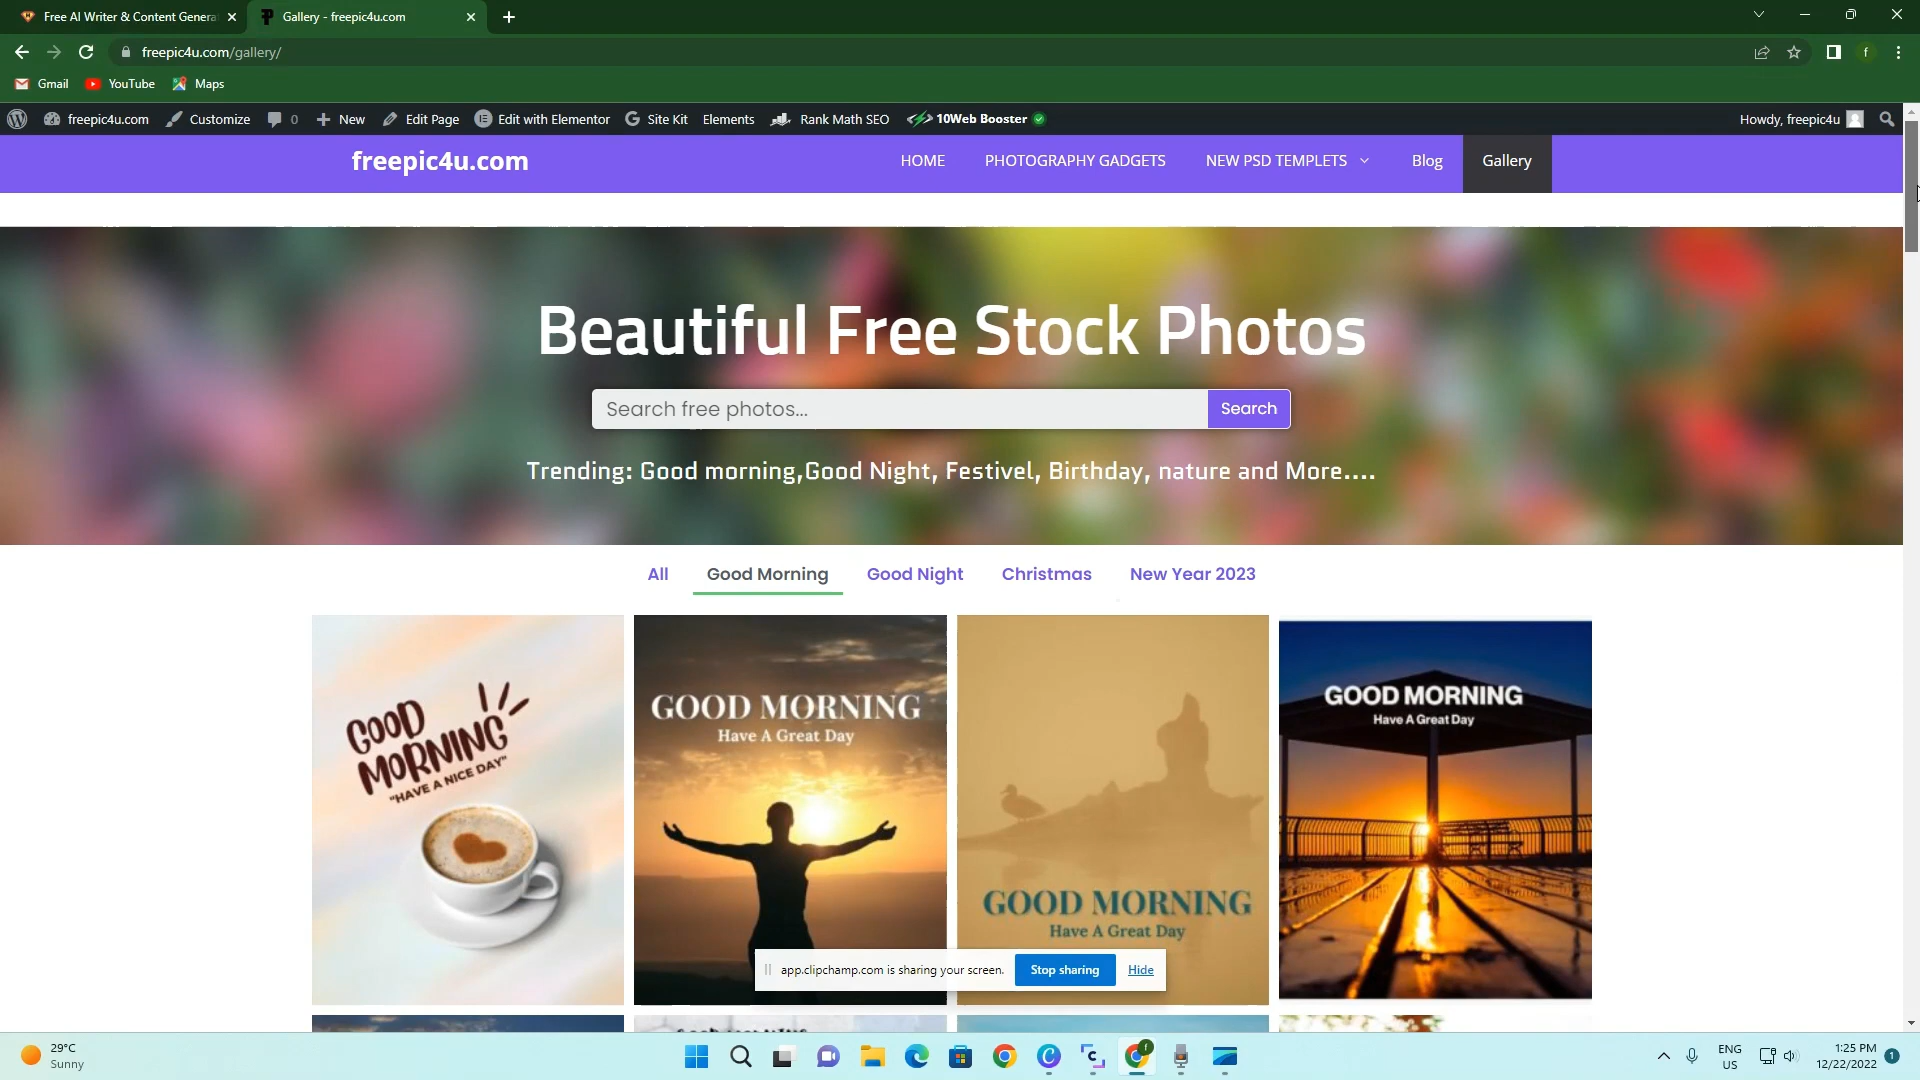 Free AI Writer & Content Genera
Gallery - freepic4u.com
freepic4u.com/gallery/
f
Gmail
YouTube
Maps
freepic4u.com
Customize
0
New
Edit Page
Edit with Elementor
Site Kit
Elements
Rank Math SEO
10Web Booster
Howdy, freepic4u
freepic4u.com
HOME
PHOTOGRAPHY GADGETS
NEW PSD TEMPLETS
Blog
Gallery
Beautiful Free Stock Photos
Search free photos...
Search
Trending: Good morning,Good Night, Festivel, Birthday, nature and More....
All
Good Morning
Good Night
Christmas
New Year 2023
GOOD
MORNING
"HAVE A NICE DAY"
GOOD MORNING
Have A Great Day
GOOD MORNING
Have A Great Day
GOOD MORNING
Have A Great Day
app.clipchamp.com is sharing your screen.
Stop sharing
Hide
29°C
Sunny
ENG
US
1:25 PM
12/22/2022
1